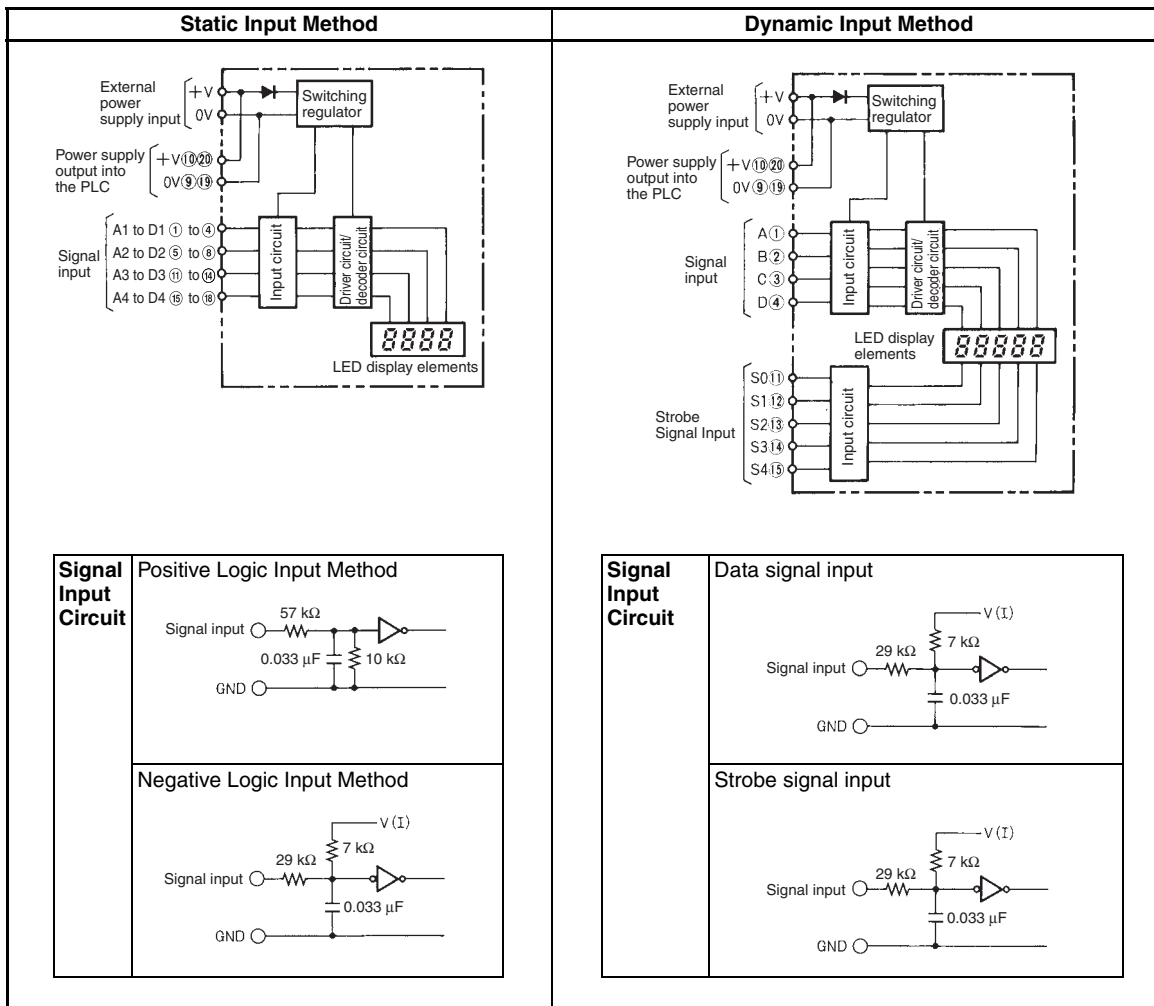 Static Input Method
Dynamic Input Method
External
power
supply input
+V
0V
Switching
regulator
Power supply
output into
the PLC
+V⑩⑳
0V⑨⑲
Signal
input
A1 to D1 ① to ④
A2 to D2 ⑤ to ⑧
A3 to D3 ⑪ to ⑭
A4 to D4 ⑮ to ⑱
Input circuit
Driver circuit/
decoder circuit
8888
LED display elements
External
power
supply input
+V
0V
Switching
regulator
Power supply
output into
the PLC
+V⑩⑳
0V⑨⑲
Signal
input
A①
B②
C③
D④
Input circuit
Driver circuit/
decoder circuit
LED display
elements
88888
Strobe
Signal Input
S0⑪
S1⑫
S2⑬
S3⑭
S4⑮
Input circuit
Signal
Input
Circuit
Positive Logic Input Method
57 kΩ
Signal input
0.033 μF
10 kΩ
GND
Negative Logic Input Method
V(I)
7 kΩ
29 kΩ
Signal input
0.033 μF
GND
Signal
Input
Circuit
Data signal input
V(I)
7 kΩ
29 kΩ
Signal input
0.033 μF
GND
Strobe signal input
V(I)
7 kΩ
29 kΩ
Signal input
0.033 μF
GND